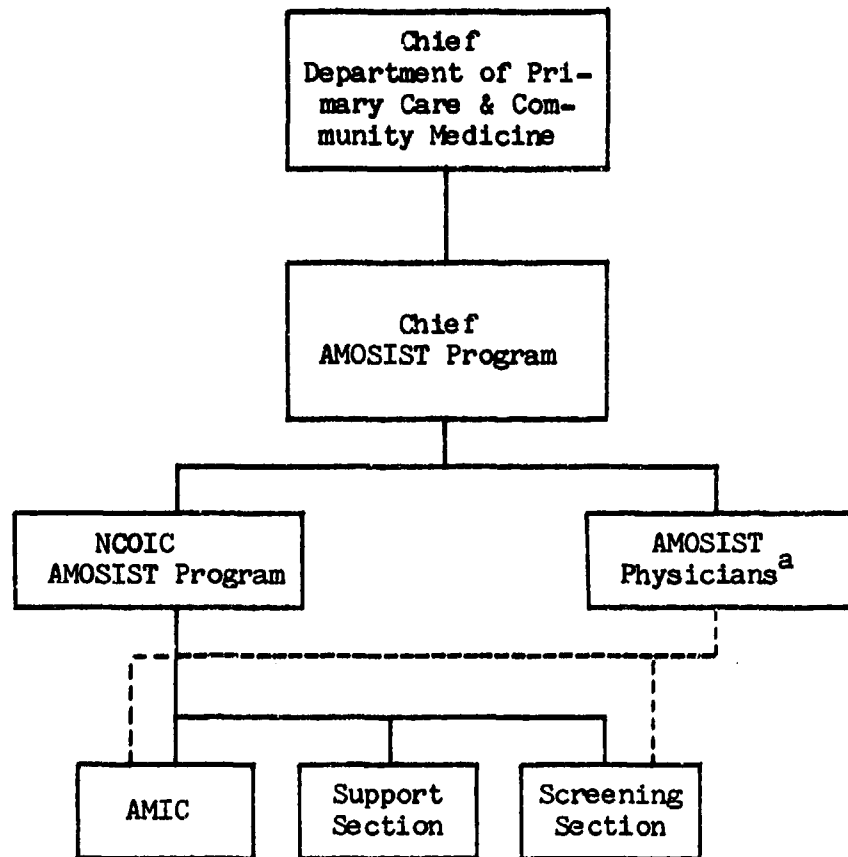 Chief
Department of Pri-
mary Care & Com-
munity Medicine
Chief
AMOSIST Program
NCOIC
AMOSIST Program
AMOSIST
Physiciansᵃ
AMIC
Support
Section
Screening
Section